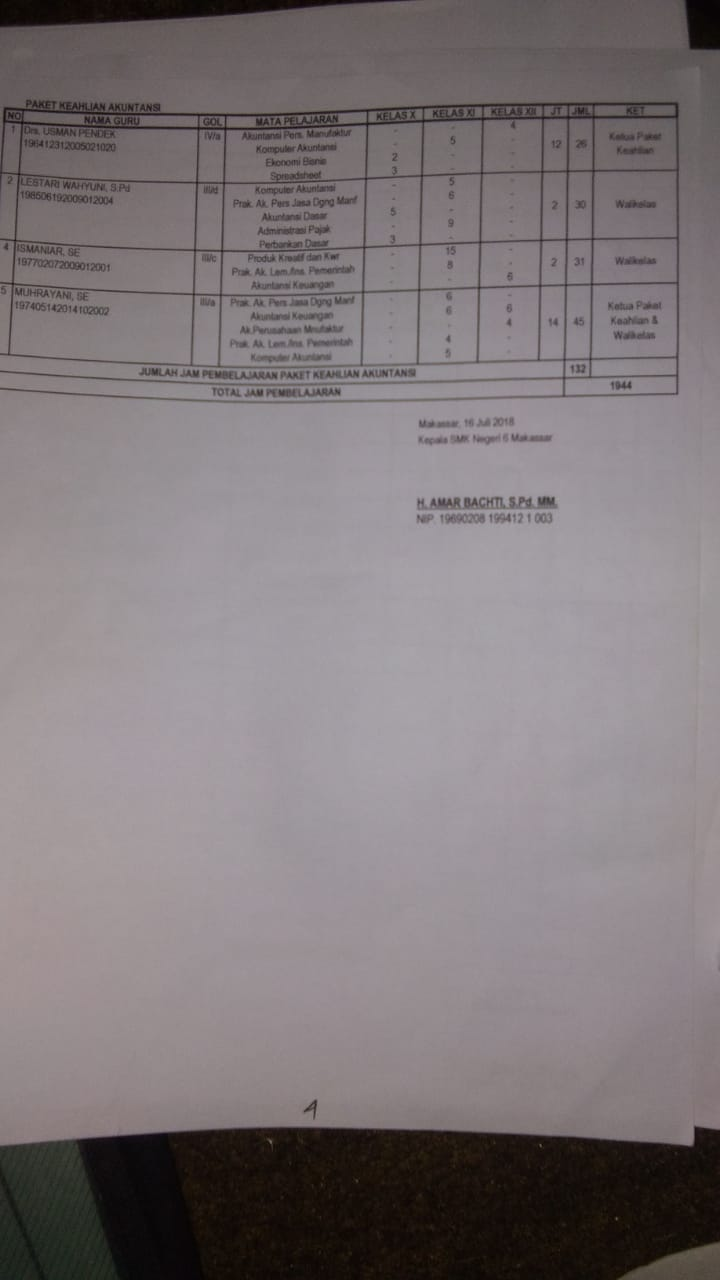 PAKET KEAHLIAN AKUNTANSI
NO NAMA GURU GOL MATA PELAJARAN KELAS X KELAS XI KELAS XII JT JML KET
1 Drs. USMAN PENDEK IV/a Akuntansi Pers. Manufaktur - - 4 12 26 Ketua Paket Keahlian
196412312005021020 Komputer Akuntansi - 5 -
Ekonomi Bisnis 2 - -
Spreadsheet 3 - -
2 LESTARI WAHYUNI, S.Pd III/d Komputer Akuntansi - 5 - 2 30 Walikelas
198506192009012004 Prak. Ak. Pers Jasa Dgng Manf - 6 -
Akuntansi Dasar 5 - -
Administrasi Pajak - 9 -
Perbankan Dasar 3 - -
4 ISMANIAR, SE III/c Produk Kreatif dan Kwr - 15 - 2 31 Walikelas
197702072009012001 Prak. Ak. Lem./Ins. Pemerintah - 8 -
Akuntansi Keuangan - - 6
5 MUHRAYANI, SE III/a Prak. Ak. Pers Jasa Dgng Manf - 6 - 14 45 Ketua Paket Keahlian & Walikelas
197405142014102002 Akuntansi Keuangan - 6 6
Ak.Perusahaan Mnufaktur - - 4
Prak. Ak. Lem./Ins. Pemerintah - 4 -
Komputer Akuntansi - 5 -
JUMLAH JAM PEMBELAJARAN PAKET KEAHLIAN AKUNTANSI 132
TOTAL JAM PEMBELAJARAN 1944
Makassar, 16 Juli 2018
Kepala SMK Negeri 6 Makassar
H. AMAR BACHTI, S.Pd. MM.
NIP. 19690208 199412 1 003
4